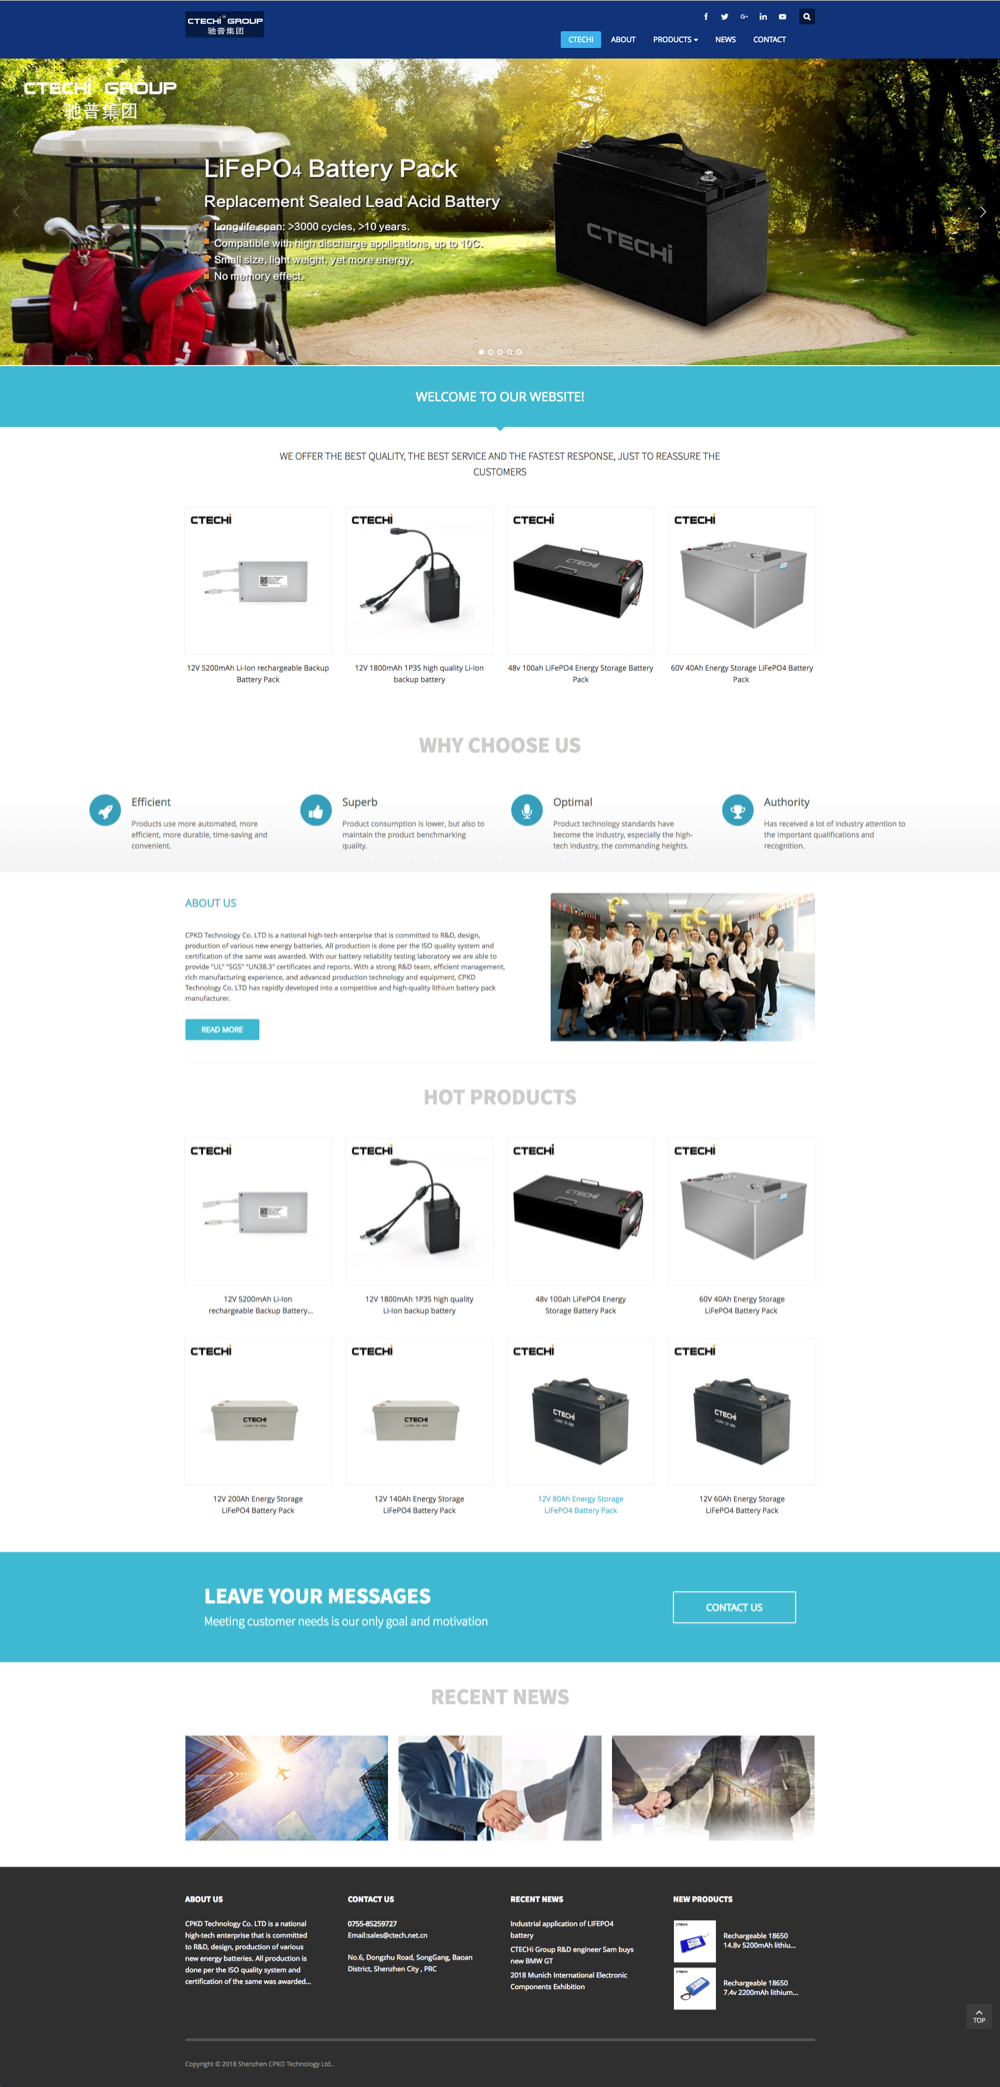 CTECHi GROUP
驰普集团
CTECHI
ABOUT
PRODUCTS
NEWS
CONTACT
CTECHi GROUP
驰普集团
LiFePO4 Battery Pack
Replacement Sealed Lead Acid Battery
Long life span: >3000 cycles, >10 years.
Compatible with high discharge applications, up to 10C.
Small size, light weight, yet more energy.
No memory effect.
CTECHi
WELCOME TO OUR WEBSITE!
WE OFFER THE BEST QUALITY, THE BEST SERVICE AND THE FASTEST RESPONSE, JUST TO REASSURE THE
CUSTOMERS
CTECHi
CTECHi
CTECHi
CTECHi
12V 5200mAh Li-Ion rechargeable Backup
Battery Pack
12V 1800mAh 1P3S high quality Li-Ion
backup battery
48v 100ah LiFePO4 Energy Storage Battery
Pack
60V 40Ah Energy Storage LiFePO4 Battery
Pack
WHY CHOOSE US
Efficient
Products use more automated, more
efficient, more durable, time-saving and
convenient.
Superb
Product consumption is lower, but also to
maintain the product benchmarking
quality.
Optimal
Product technology standards have
become the industry, especially the high-
tech industry, the commanding heights.
Authority
Has received a lot of industry attention to
the important qualifications and
recognition.
ABOUT US
CPKD Technology Co. LTD is a national high-tech enterprise that is committed to R&D, design,
production of various new energy batteries. All production is done per the ISO quality system and
certification of the same was awarded. With our battery reliability testing laboratory we are able to
provide "UL" "SGS" "UN38.3" certificates and reports. With a strong R&D team, efficient management,
rich manufacturing experience, and advanced production technology and equipment, CPKD
Technology Co. LTD has rapidly developed into a competitive and high-quality lithium battery pack
manufacturer.
READ MORE
HOT PRODUCTS
CTECHi
CTECHi
CTECHi
CTECHi
12V 5200mAh Li-Ion
rechargeable Backup Battery...
12V 1800mAh 1P3S high quality
Li-Ion backup battery
48v 100ah LiFePO4 Energy
Storage Battery Pack
60V 40Ah Energy Storage
LiFePO4 Battery Pack
CTECHi
CTECHi
CTECHi
CTECHi
CTECHi
CTECHi
CTECHi
CTECHi
12V 200Ah Energy Storage
LiFePO4 Battery Pack
12V 140Ah Energy Storage
LiFePO4 Battery Pack
12V 80Ah Energy Storage
LiFePO4 Battery Pack
12V 60Ah Energy Storage
LiFePO4 Battery Pack
LEAVE YOUR MESSAGES
Meeting customer needs is our only goal and motivation
CONTACT US
RECENT NEWS
ABOUT US
CPKD Technology Co. LTD is a national
high-tech enterprise that is committed
to R&D, design, production of various
new energy batteries. All production is
done per the ISO quality system and
certification of the same was awarded...
CONTACT US
0755-85259727
Email:sales@ctech.net.cn
No.6, Dongzhu Road, SongGang, Baoan
District, Shenzhen City , PRC
RECENT NEWS
Industrial application of LIFEPO4
battery
CTECHi Group R&D engineer Sam buys
new BMW GT
2018 Munich International Electronic
Components Exhibition
NEW PRODUCTS
CTECHi
Rechargeable 18650
14.8v 5200mAh lithiu...
CTECHi
Rechargeable 18650
7.4v 2200mAh lithium...
TOP
Copyright © 2018 Shenzhen CPKD Technology Ltd..